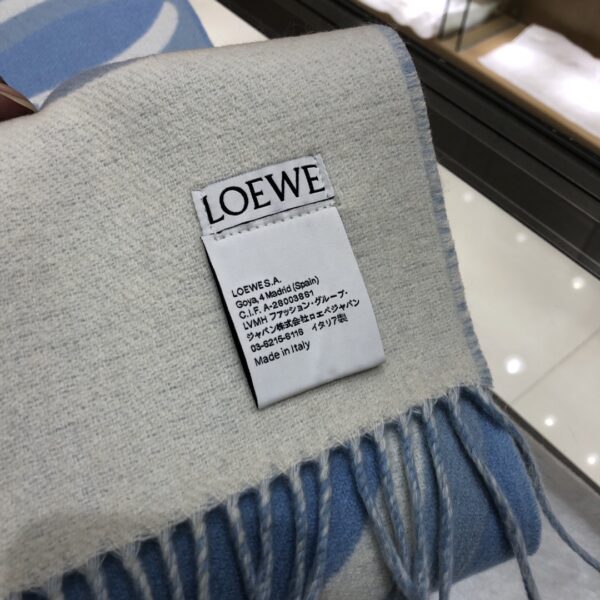 LOEWE
LOEWE S.A.
Goya, 4 Madrid (Spain)
C.I.F. A-28003861
LVMH ファッション・グループ・
ジャパン株式会社ロエベジャパン
03-6215-6116 イタリア製
Made in Italy